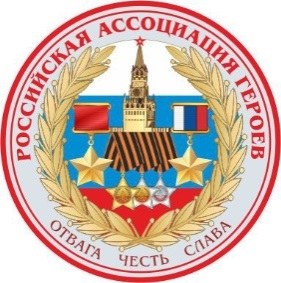 РОССИЙСКАЯ АССОЦИАЦИЯ ГЕРОЕВ
ОТВАГА ЧЕСТЬ СЛАВА